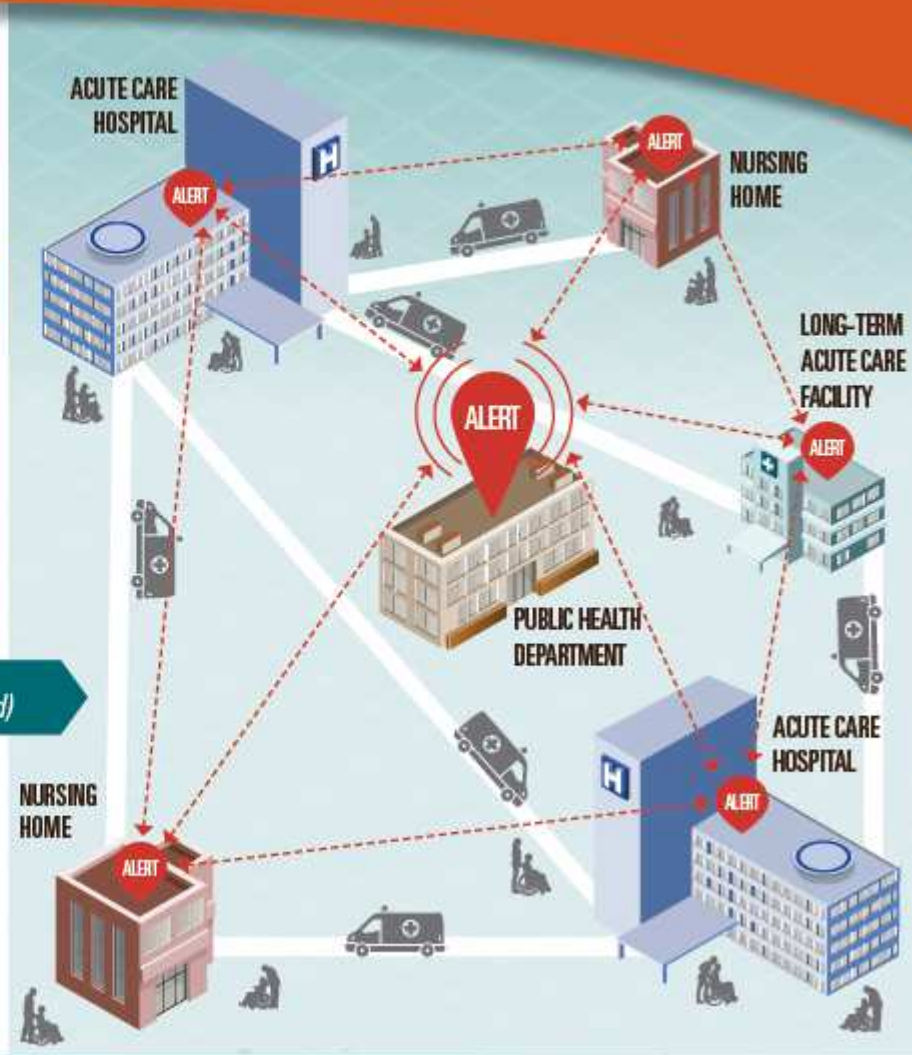 ACUTE CARE
HOSPITAL
H
ALERT
ALERT
NURSING
HOME
LONG-TERM
ACUTE CARE
FACILITY
ALERT
ALERT
PUBLIC HEALTH
DEPARTMENT
d)
ACUTE CARE
HOSPITAL
H
ALERT
NURSING
HOME
ALERT